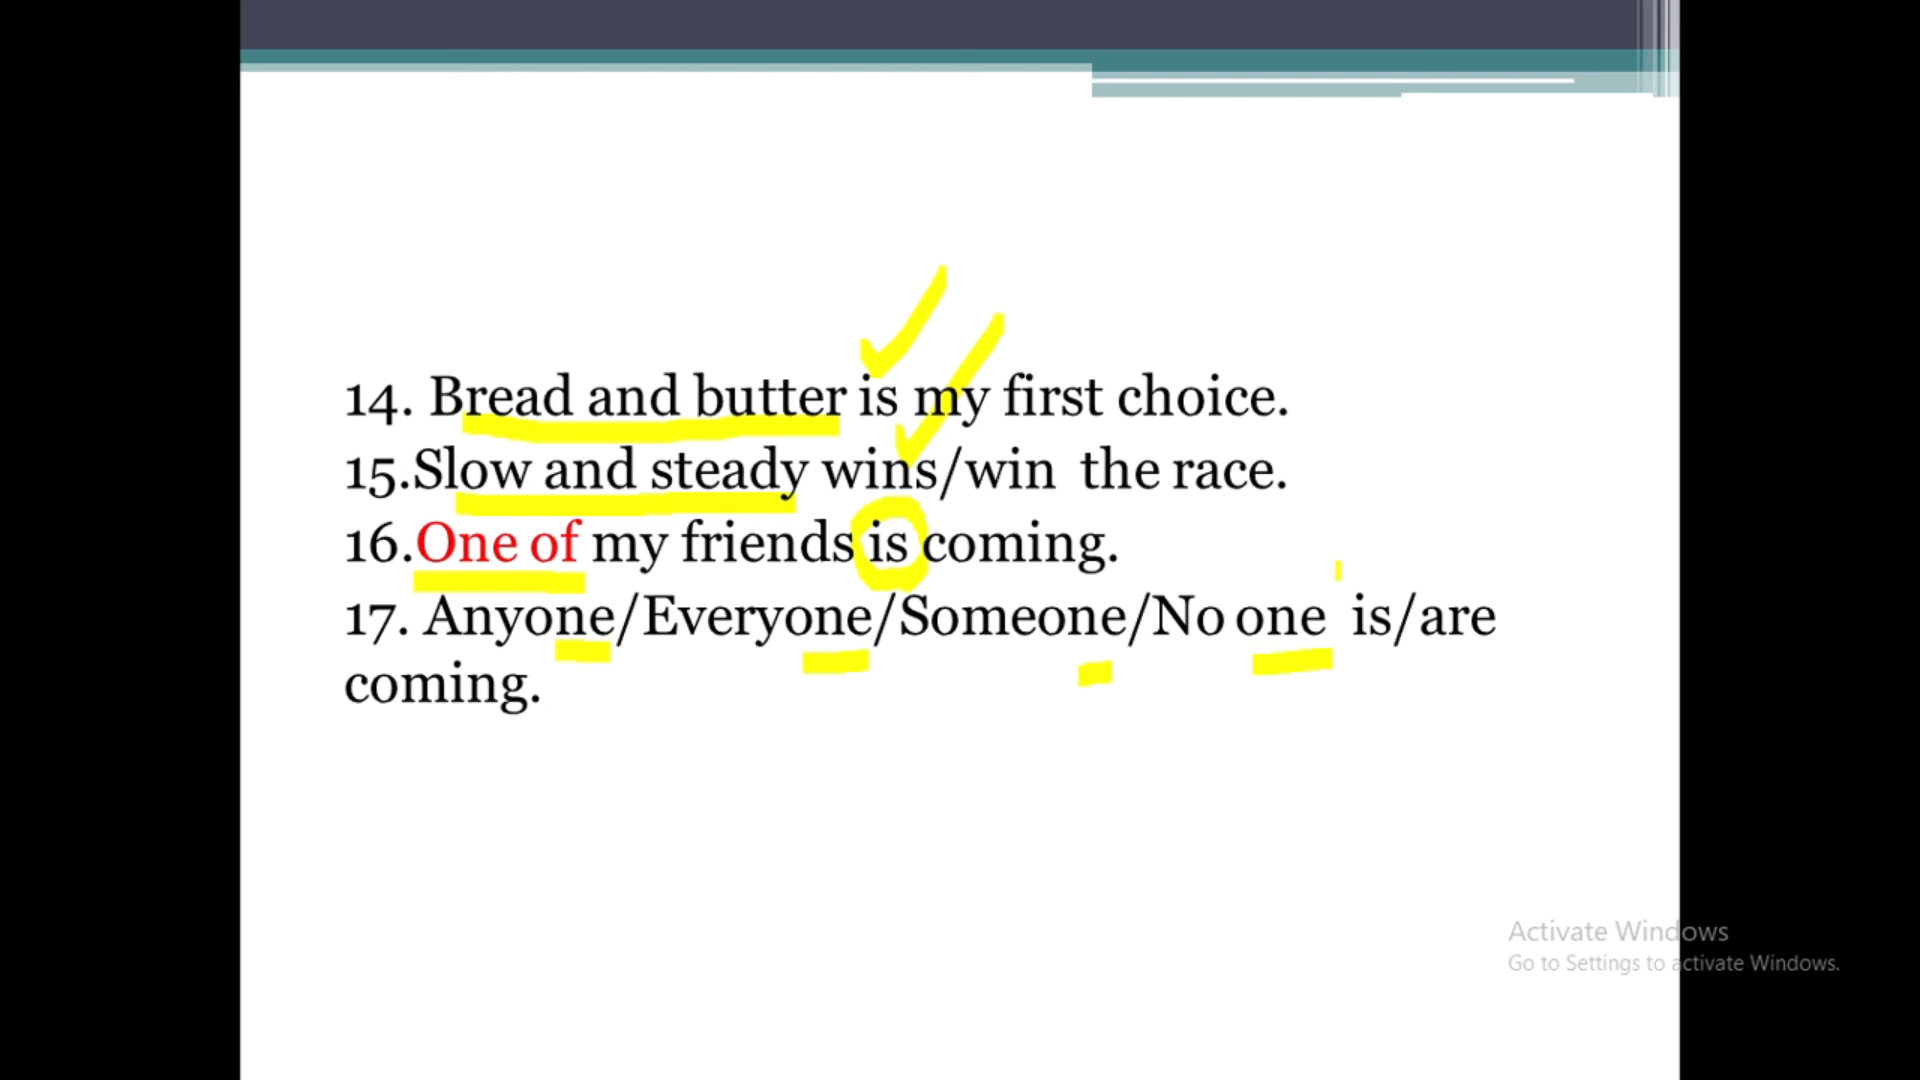 14. Bread and butter is my first choice.
15.Slow and steady wins/win the race.
16.One of my friends is coming.
17. Anyone/Everyone/Someone/No one is/are
coming.
Activate Windows
Go to Settings to activate Windows.